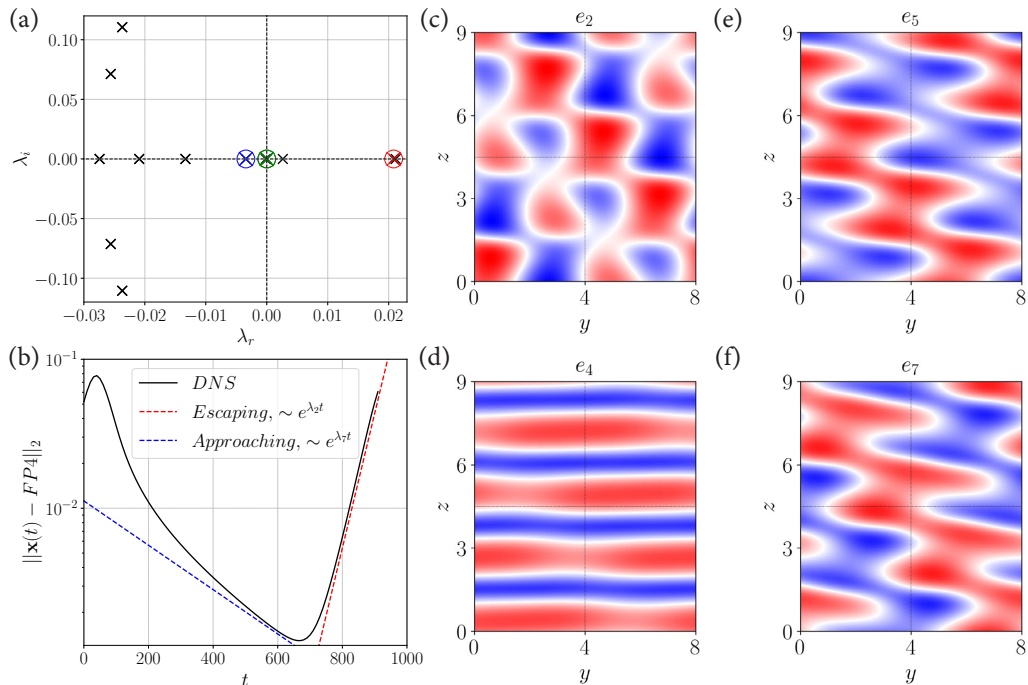 (a)
0.10
0.05
0.00
−0.05
−0.10
λi
−0.03 −0.02 −0.01 0.00 0.01 0.02
λr
(b)
10−1
10−2
||x(t) − FP4||2
DNS
Escaping, ∼ eλ2t
Approaching, ∼ eλ7t
0 200 400 600 800 1000
t
(c)
e2
9
6
3
0
z
0 4 8
y
(d)
e4
9
6
3
0
z
0 4 8
y
(e)
e5
9
6
3
0
z
0 4 8
y
(f)
e7
9
6
3
0
z
0 4 8
y